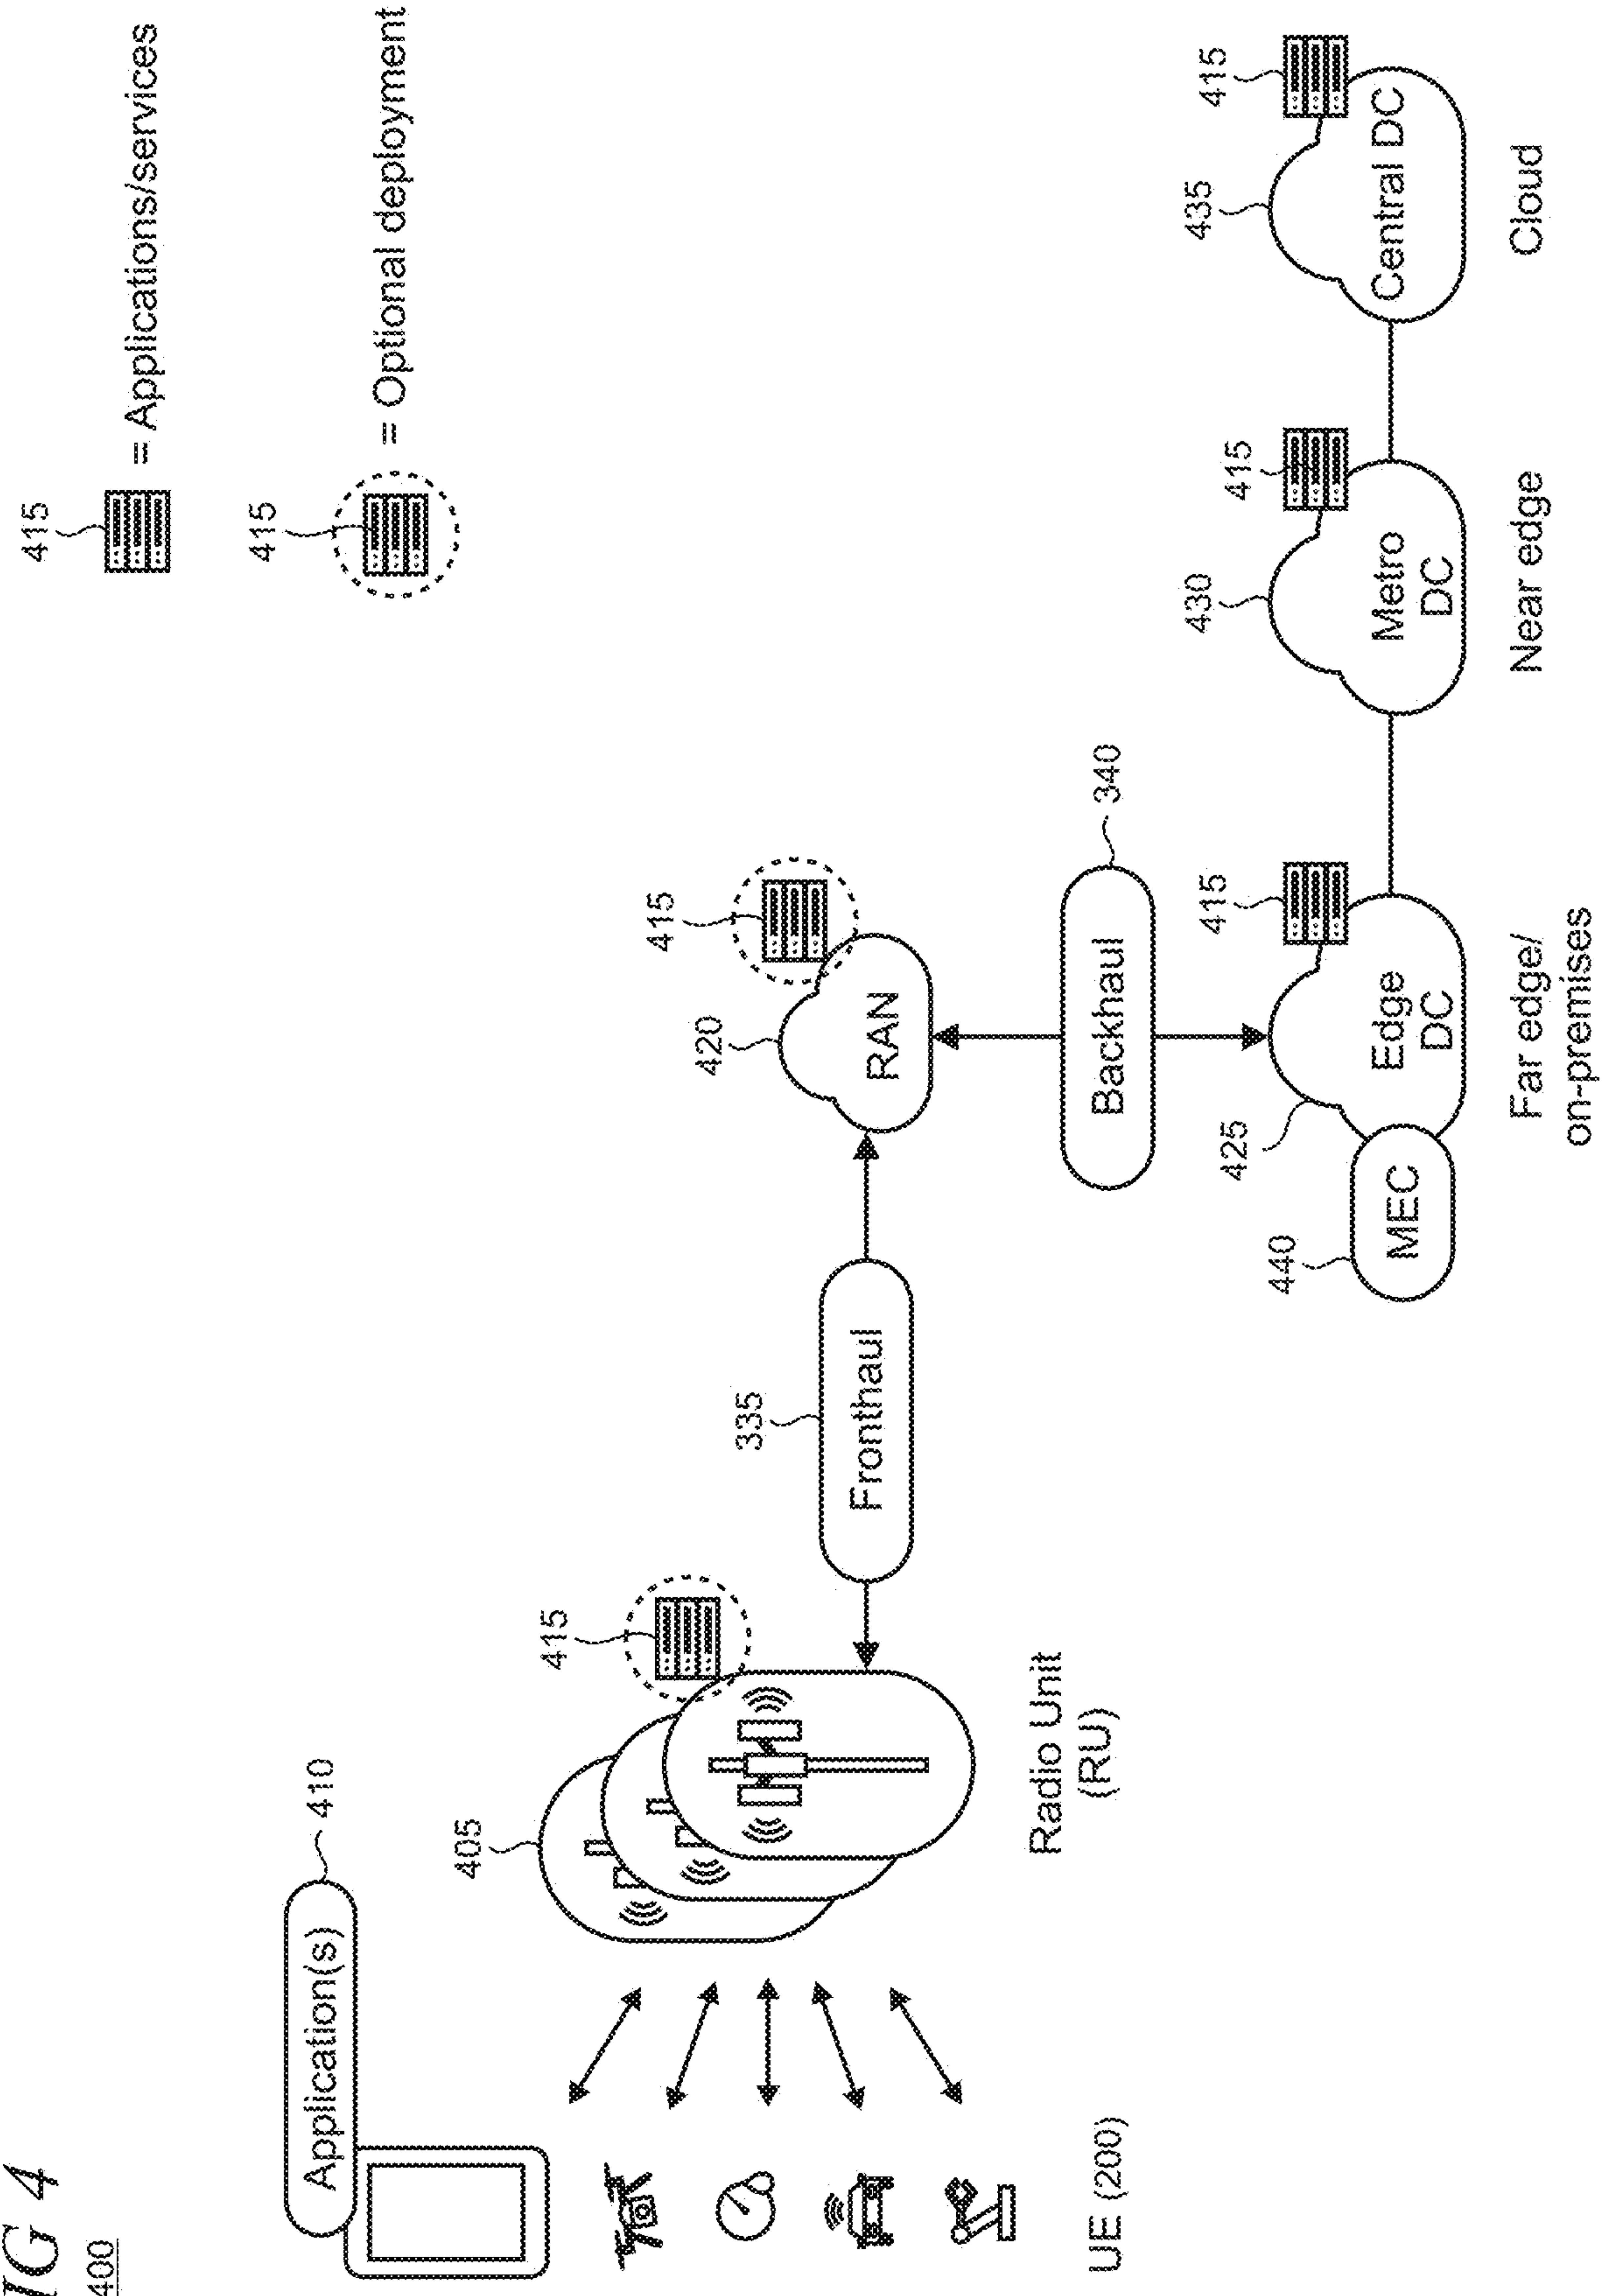 IG 4
400
415
= Applications/services
415
= Optional deployment
Application(s)
410
405
415
335
Fronthaul
420
415
RAN
340
Backhaul
425
415
Edge
DC
440
MEC
430
415
Metro
DC
435
415
Central DC
UE (200)
Radio Unit
(RU)
Far edge/
on-premises
Near edge
Cloud